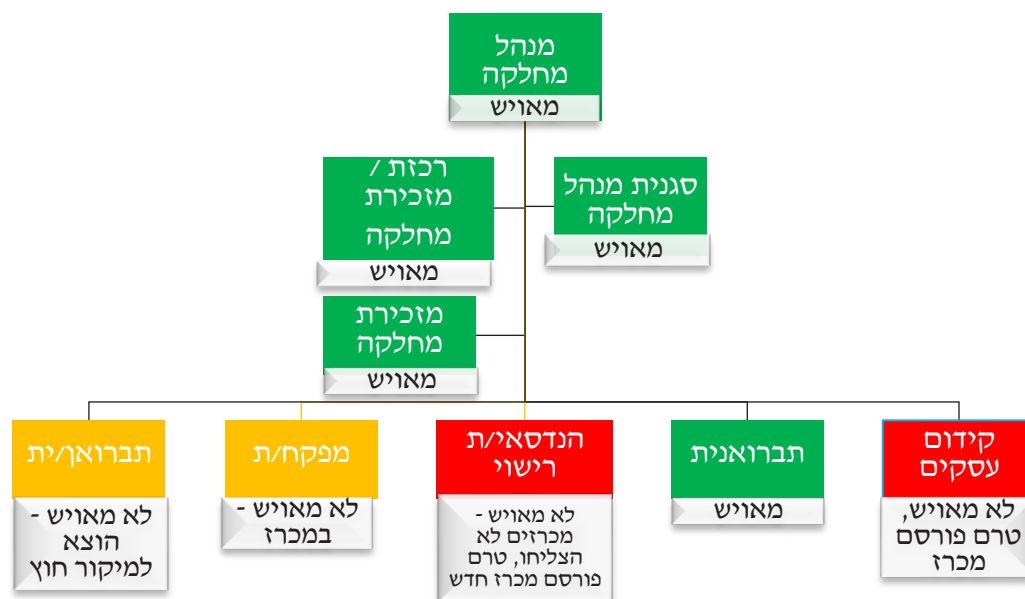 מנהל
מחלקה
מאויש
סגנית מנהל
מחלקה
מאויש
רכזת /
מזכירת
מחלקה
מאויש
מזכירת
מחלקה
מאויש
קידום
עסקים
לא מאויש,
טרם פורסם
מכרז
תברואנית
מאויש
הנדסאי/ת
רישוי
לא מאויש -
מכרזים לא
הצליחו, טרם
פורסם מכרז חדש
מפקח/ת
לא מאויש -
במכרז
תברואן/ית
לא מאויש -
הוצא
למיקור חוץ